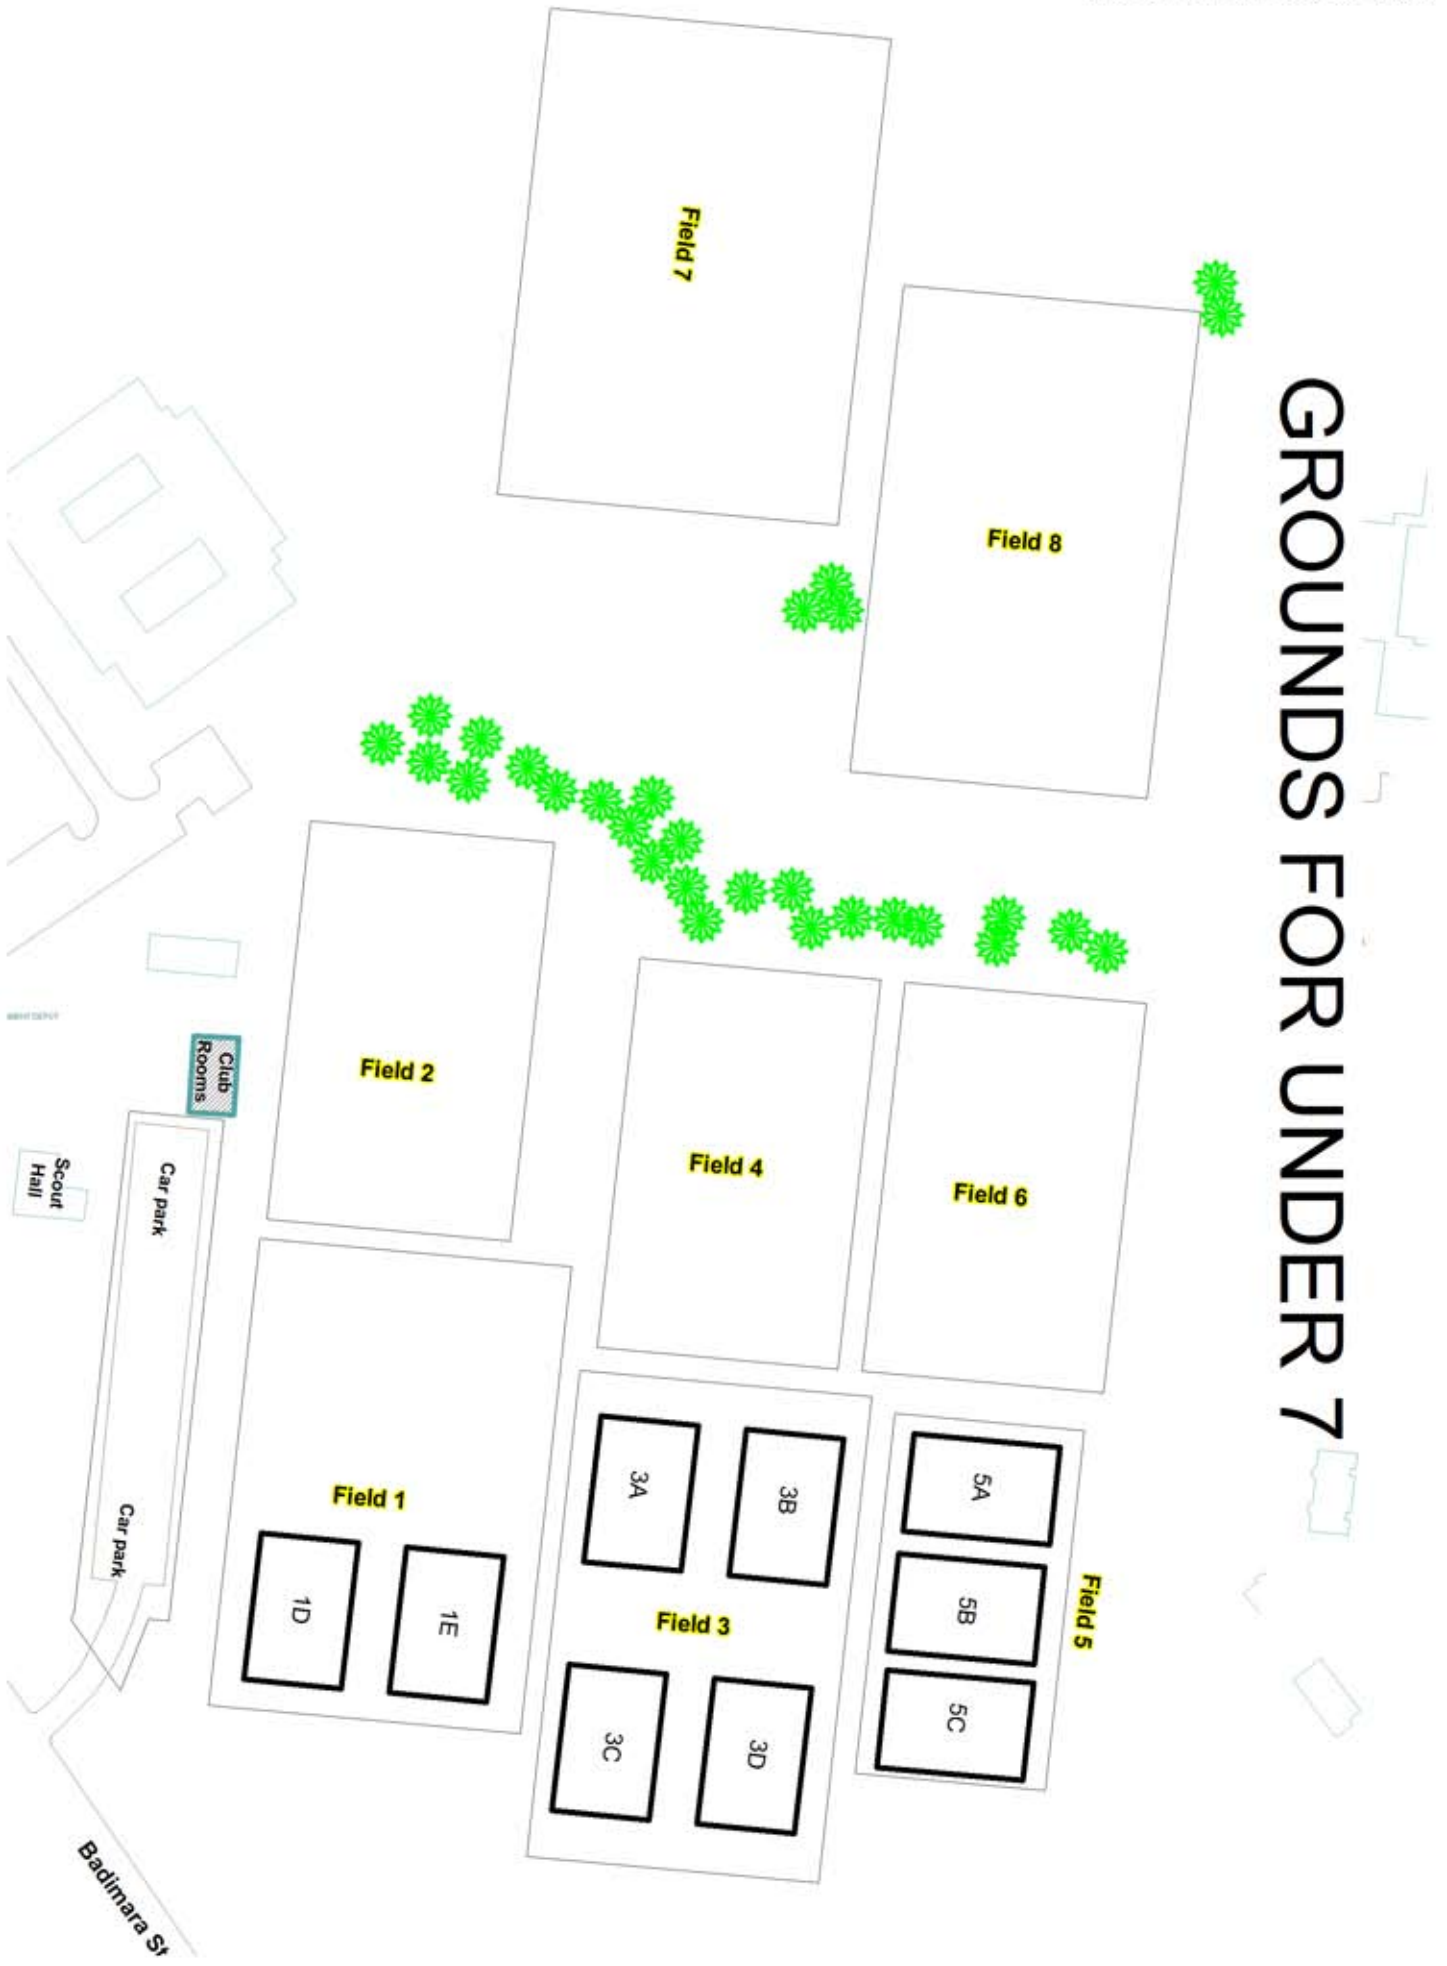 GROUNDS FOR UNDER 7
Field 7
Field 8
Field 2
Field 4
Field 6
Club
Rooms
Scout
Hall
Car park
Car park
Field 1
1D
1E
3A
3B
Field 3
3C
3D
5A
5B
5C
Field 5
Badimara St